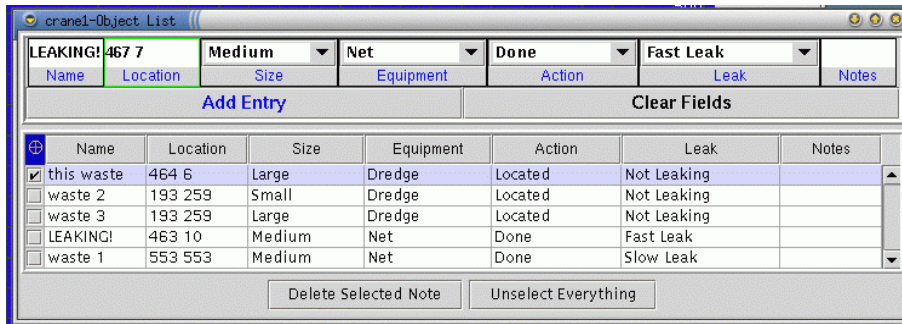 crane1-Object List
LEAKING! 467 7 Medium Net Done Fast Leak
Name Location Size Equipment Action Leak Notes
Add Entry Clear Fields
Name Location Size Equipment Action Leak Notes
this waste 464 6 Large Dredge Located Not Leaking
waste 2 193 259 Small Dredge Located Not Leaking
waste 3 193 259 Large Dredge Located Not Leaking
LEAKING! 463 10 Medium Net Done Fast Leak
waste 1 553 553 Medium Net Done Slow Leak
Delete Selected Note Unselect Everything